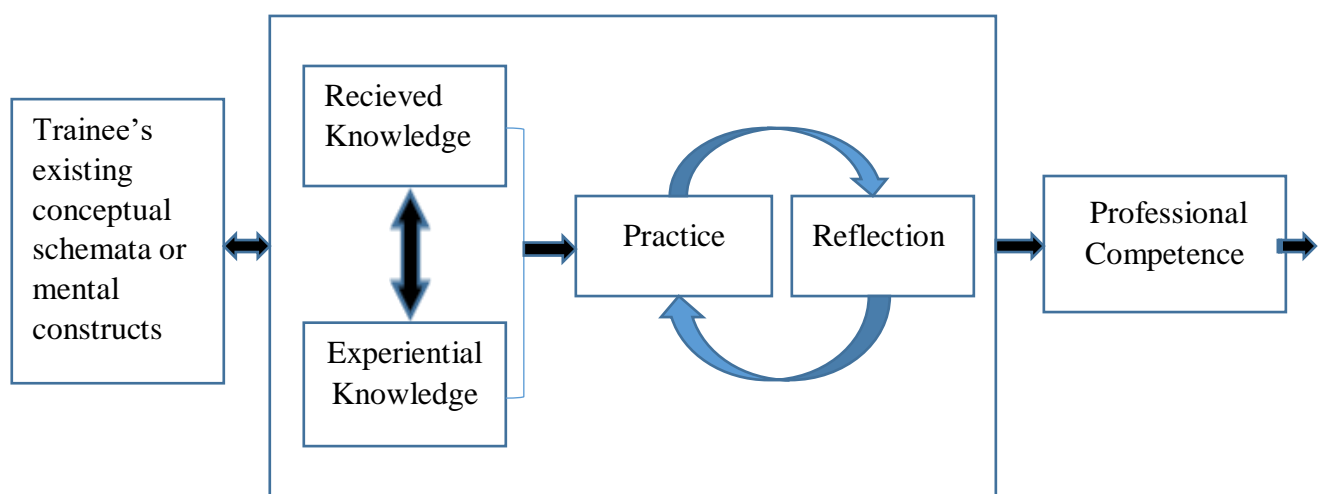 Trainee’s
existing
conceptual
schemata or
mental
constructs
Recieved
Knowledge
Experiential
Knowledge
Practice
Reflection
Professional
Competence